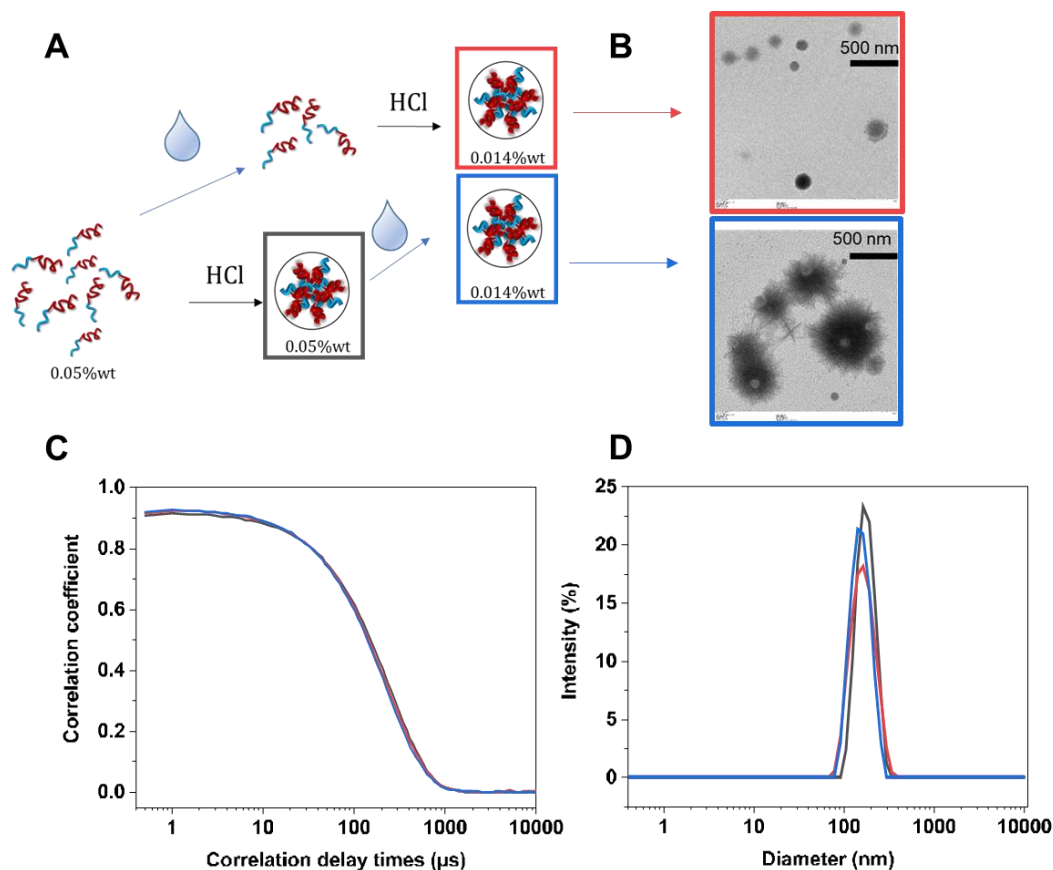 A
B
HCl
0.014%wt
500 nm
HCl
0.05%wt
0.05%wt
0.014%wt
500 nm
C
D
Correlation coefficient
1.0
0.8
0.6
0.4
0.2
0.0
1 10 100 1000 10000
Correlation delay times (µs)
Intensity (%)
25
20
15
10
5
0
1 10 100 1000 10000
Diameter (nm)